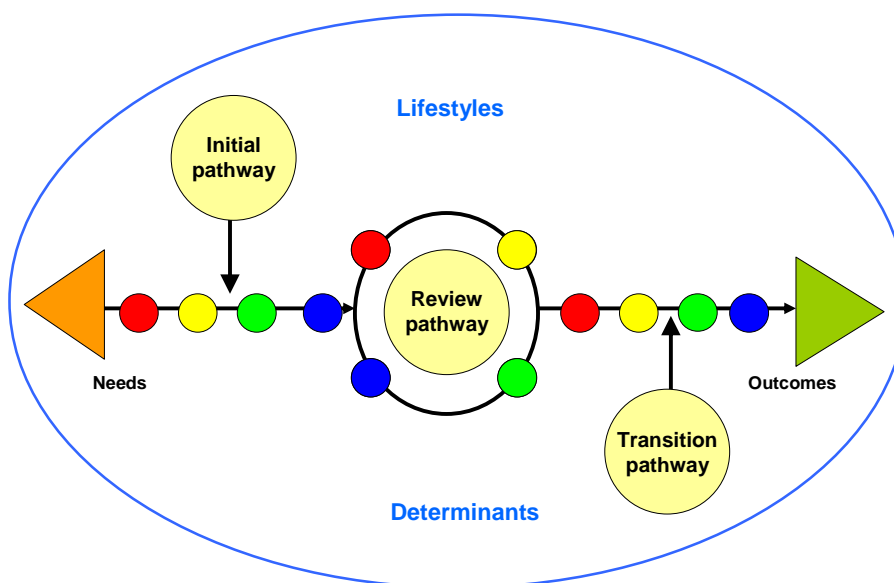 Lifestyles
Initial
pathway
Review
pathway
Needs
Outcomes
Transition
pathway
Determinants